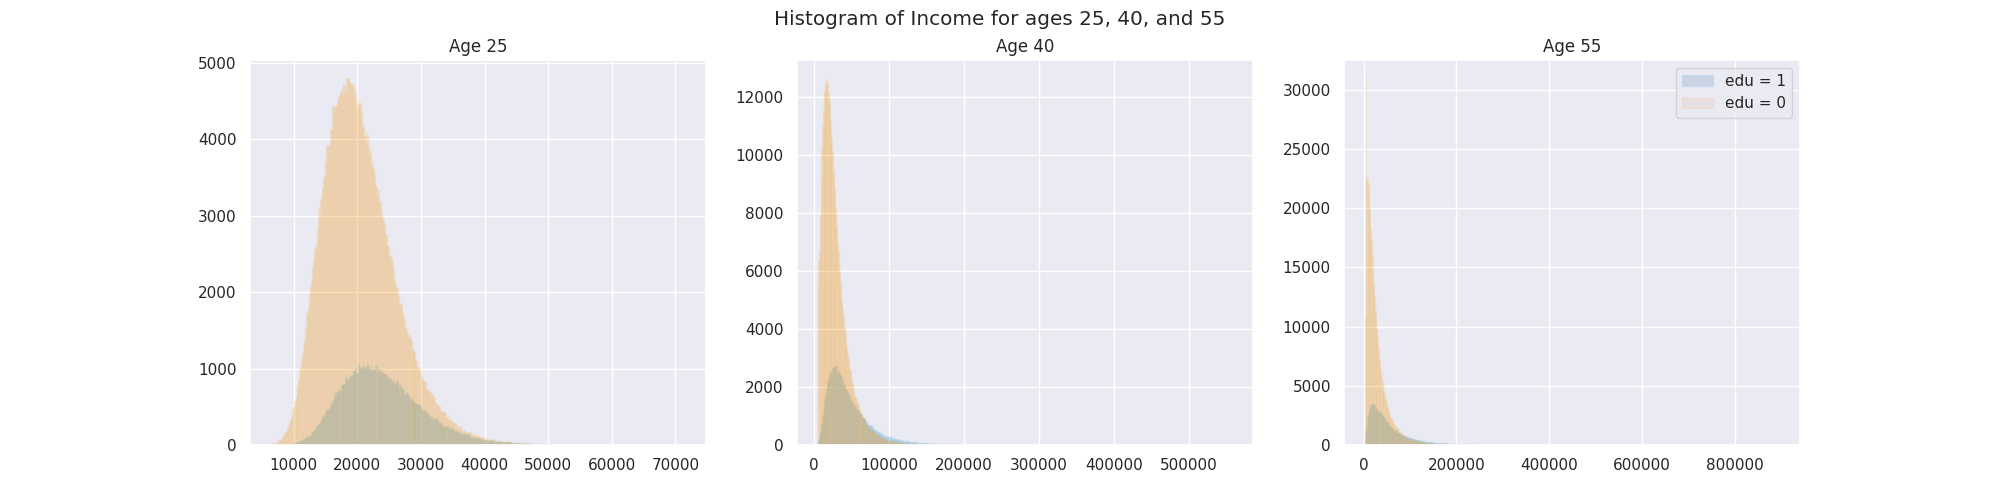 Histogram of Income for ages 25, 40, and 55
Age 25
5000
4000
3000
2000
1000
0
10000 20000 30000 40000 50000 60000 70000
Age 40
12000
10000
8000
6000
4000
2000
0
0 100000 200000 300000 400000 500000
Age 55
edu = 1
edu = 0
30000
25000
20000
15000
10000
5000
0
0 200000 400000 600000 800000